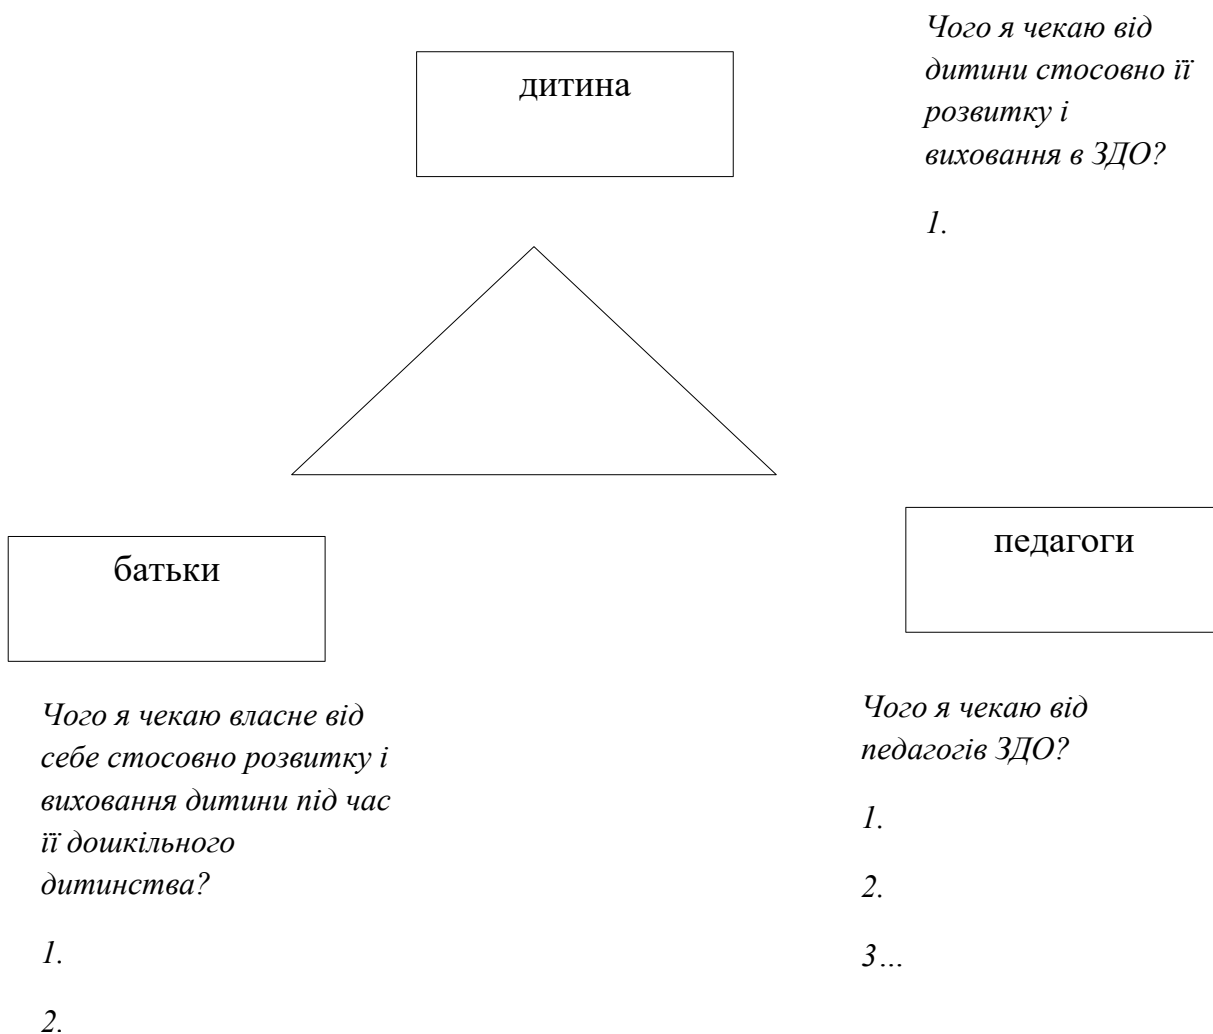 дитина
Чого я чекаю від
дитини стосовно її
розвитку і
виховання в ЗДО?
1.
батьки
педагоги
Чого я чекаю власне від
себе стосовно розвитку і
виховання дитини під час
її дошкільного
дитинства?
1.
2.
Чого я чекаю від
педагогів ЗДО?
1.
2.
3…